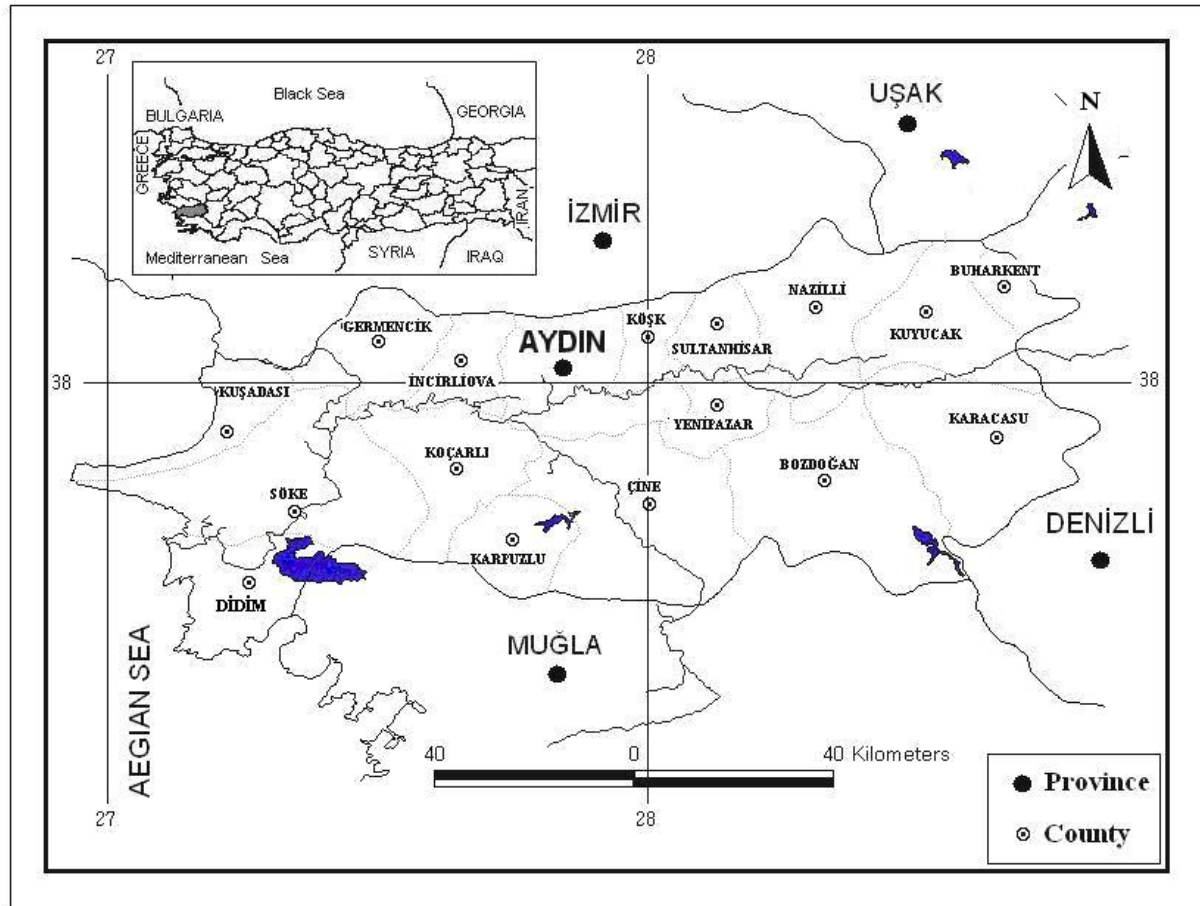 27
28
Black Sea
BULGARIA
GEORGIA
GREECE
IRAN
SYRIA
IRAQ
Mediterranean Sea
UŞAK
N
İZMİR
BUHARKENT
NAZİLLİ
KÖŞK
GERMENCİK
KUYUCAK
SULTANHİSAR
AYDIN
İNCİRLİOVA
38
38
KUŞADASI
YENİPAZAR
KARACASU
KOÇARLI
BOZDOĞAN
ÇİNE
SÖKE
DENİZLİ
KARPUZLU
DİDİM
MUĞLA
AEGIAN SEA
40 0 40 Kilometers
Province
County
27
28